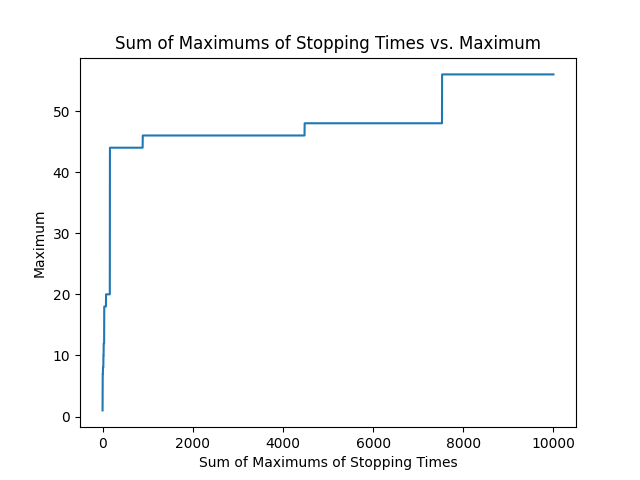 Sum of Maximums of Stopping Times vs. Maximum
50
40
30
20
10
0
Maximum
0 2000 4000 6000 8000 10000
Sum of Maximums of Stopping Times